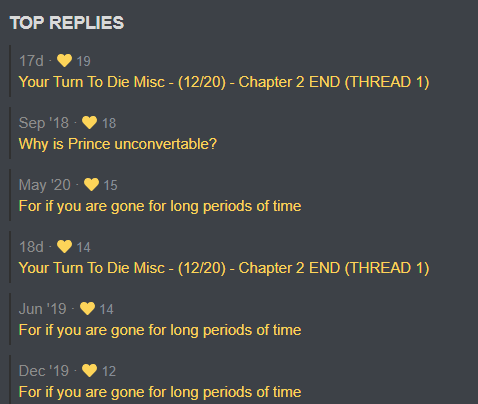 TOP REPLIES
17d · 19
Your Turn To Die Misc - (12/20) - Chapter 2 END (THREAD 1)
Sep '18 · 18
Why is Prince unconvertable?
May '20 · 15
For if you are gone for long periods of time
18d · 14
Your Turn To Die Misc - (12/20) - Chapter 2 END (THREAD 1)
Jun '19 · 14
For if you are gone for long periods of time
Dec '19 · 12
For if you are gone for long periods of time